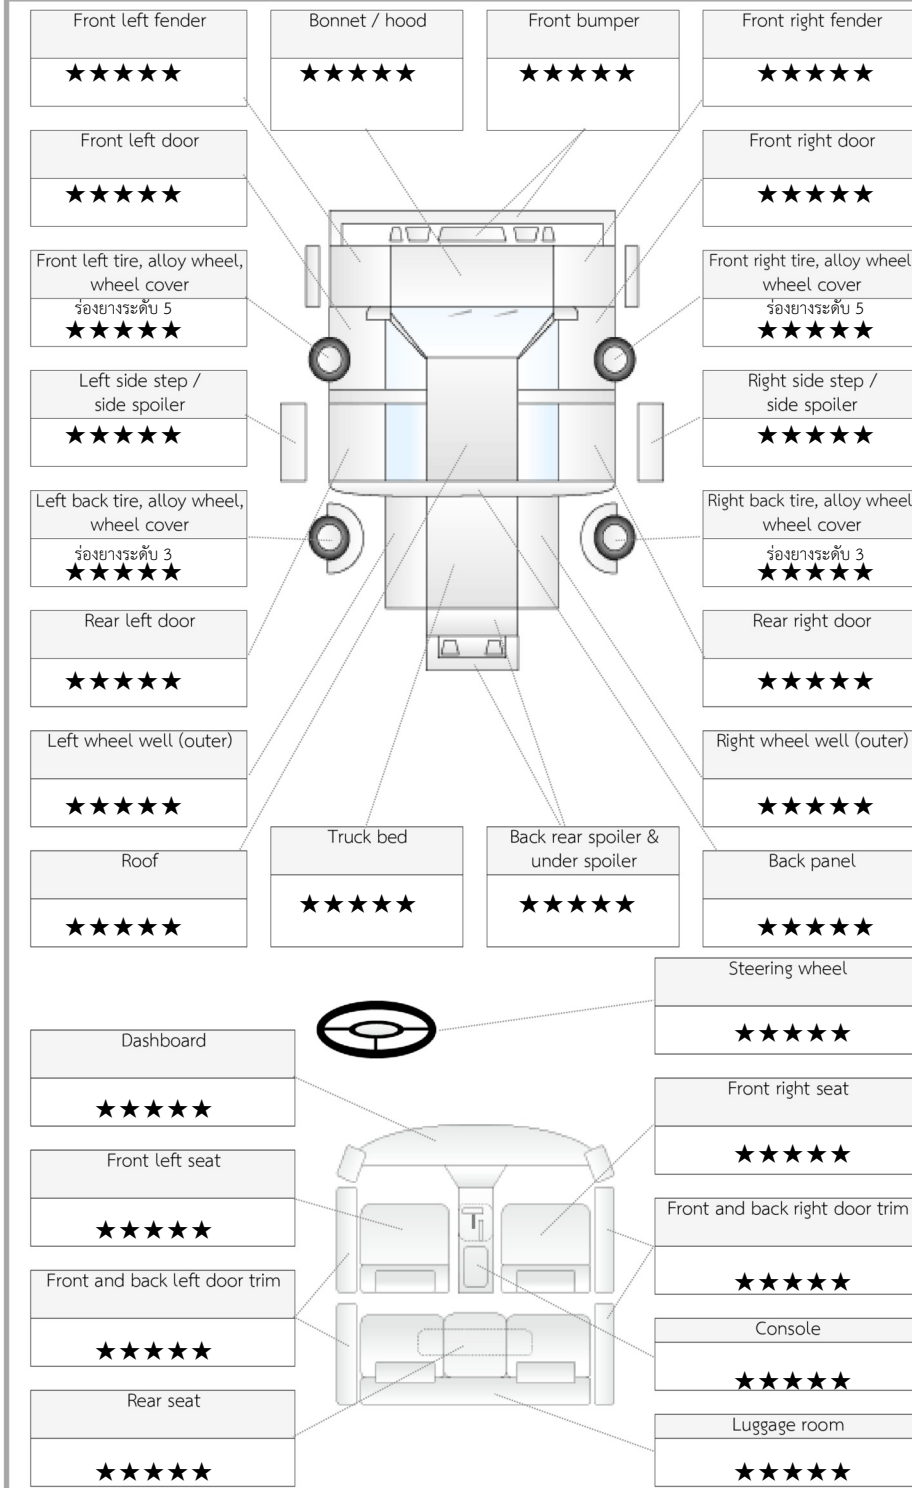 Front left fender
★★★★★
Bonnet / hood
★★★★★
Front bumper
★★★★★
Front right fender
★★★★★
Front left door
★★★★★
Front right door
★★★★★
Front left tire, alloy wheel,
wheel cover
ร่องยางระดับ 5
★★★★★
Front right tire, alloy wheel
wheel cover
ร่องยางระดับ 5
★★★★★
Left side step /
side spoiler
★★★★★
Right side step /
side spoiler
★★★★★
Left back tire, alloy wheel,
wheel cover
ร่องยางระดับ 3
★★★★★
Right back tire, alloy wheel
wheel cover
ร่องยางระดับ 3
★★★★★
Rear left door
★★★★★
Rear right door
★★★★★
Left wheel well (outer)
★★★★★
Right wheel well (outer)
★★★★★
Roof
★★★★★
Truck bed
★★★★★
Back rear spoiler &
under spoiler
★★★★★
Back panel
★★★★★
Steering wheel
★★★★★
Dashboard
★★★★★
Front right seat
★★★★★
Front left seat
★★★★★
Front and back right door trim
★★★★★
Front and back left door trim
★★★★★
Console
★★★★★
Rear seat
★★★★★
Luggage room
★★★★★